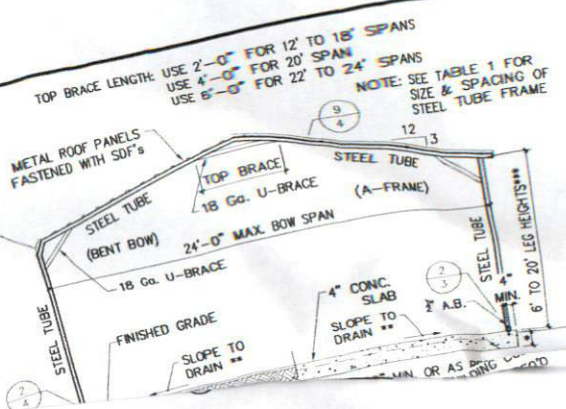 TOP BRACE LENGTH: USE 2'-0" FOR 12' TO 18' SPANS
USE 4'-0" FOR 20' SPAN
USE 6'-0" FOR 22' TO 24' SPANS
NOTE: SEE TABLE 1 FOR
SIZE & SPACING OF
STEEL TUBE FRAME
METAL ROOF PANELS
FASTENED WITH SDF's
9
4
12
3
TOP BRACE
STEEL TUBE
18 Ga. U-BRACE
(A-FRAME)
STEEL TUBE
(BENT BOW)
24'-0" MAX. BOW SPAN
18 Ga. U-BRACE
STEEL TUBE
6' TO 20' LEG HEIGHTS***
2
3
4"
MIN.
4" CONC.
SLAB
½" A.B.
STEEL TUBE
FINISHED GRADE
SLOPE TO
DRAIN **
SLOPE TO
DRAIN **
*
2
4
MIN. OR AS